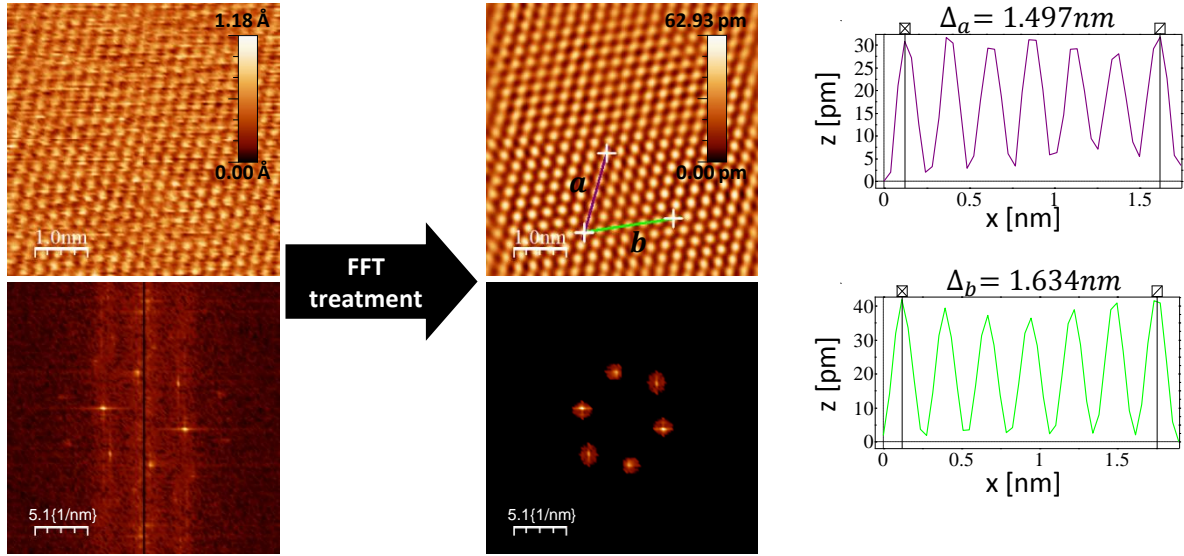 1.18 Å
0.00 Å
1.0nm
5.1{1/nm}
FFT
treatment
62.93 pm
0.00 pm
a
b
1.0nm
5.1{1/nm}
Δa = 1.497nm
z [pm]
30
25
20
15
10
5
0
0 0.5 1 1.5
x [nm]
Δb = 1.634nm
z [pm]
40
30
20
10
0
0 0.5 1 1.5
x [nm]